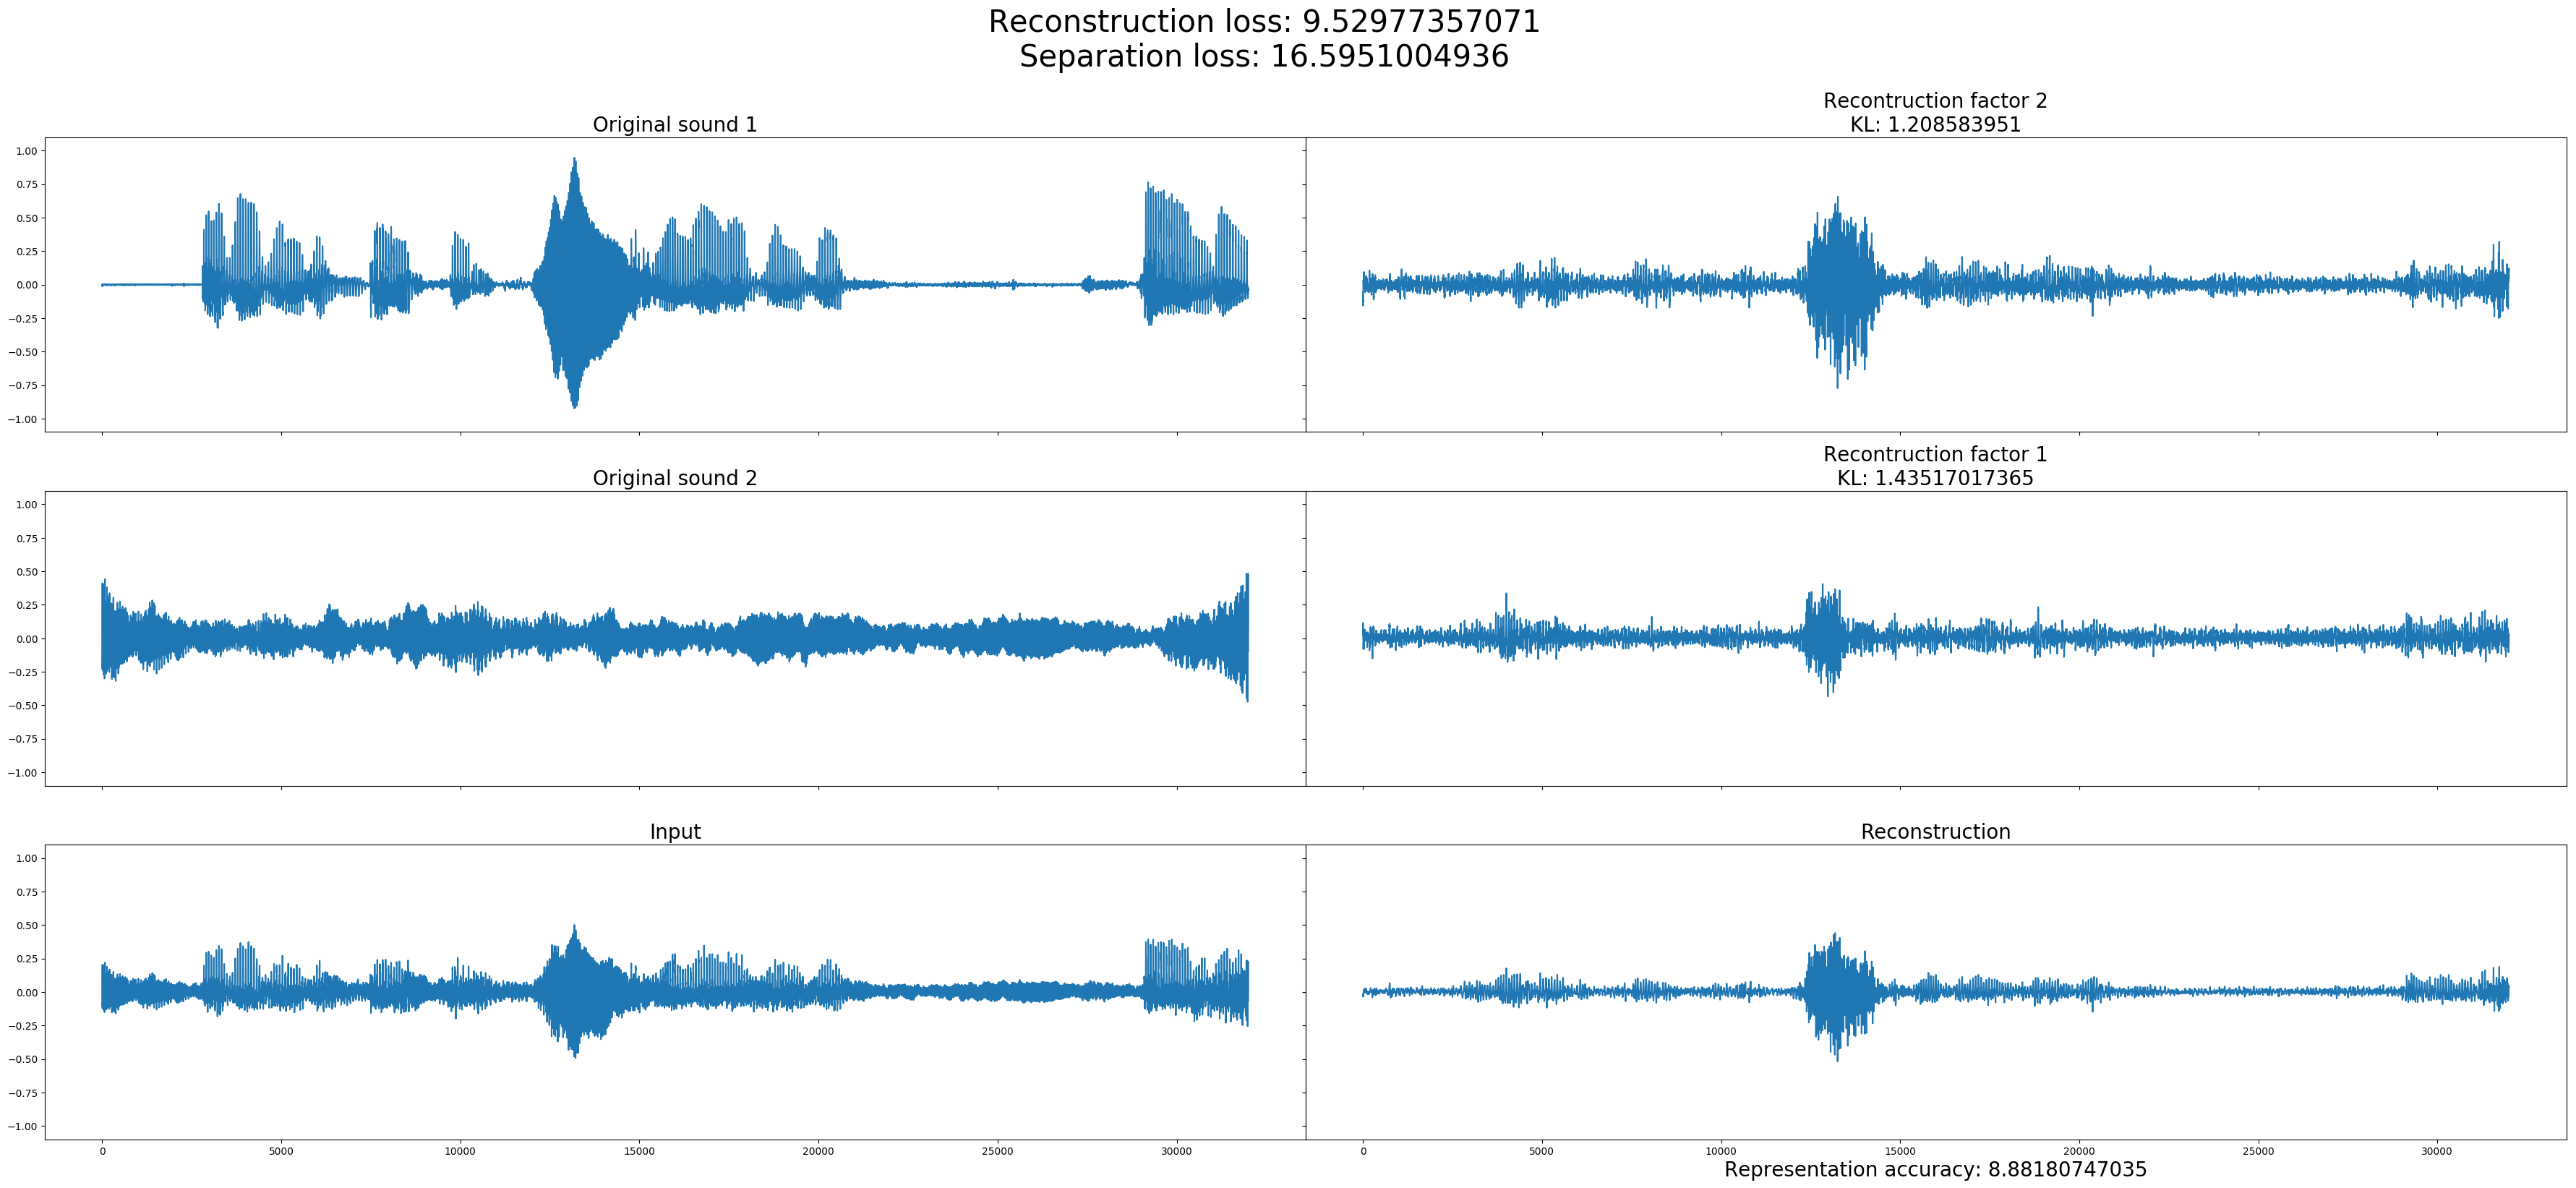 Reconstruction loss: 9.52977357071
Separation loss: 16.5951004936
Original sound 1
1.00
0.75
0.50
0.25
0.00
−0.25
−0.50
−0.75
−1.00
Recontruction factor 2
KL: 1.208583951
Original sound 2
1.00
0.75
0.50
0.25
0.00
−0.25
−0.50
−0.75
−1.00
Recontruction factor 1
KL: 1.43517017365
Input
1.00
0.75
0.50
0.25
0.00
−0.25
−0.50
−0.75
−1.00
0 5000 10000 15000 20000 25000 30000
Reconstruction
0 5000 10000 15000 20000 25000 30000
Representation accuracy: 8.88180747035